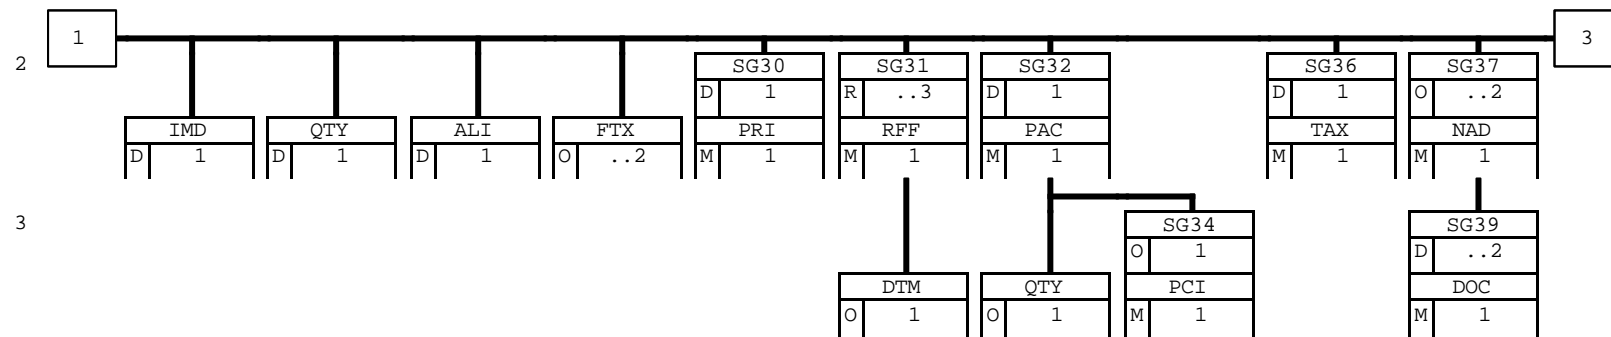 1 3
2 SG30 SG31 SG32 SG36 SG37
D 1 R ..3 D 1 D 1 O ..2
IMD QTY ALI FTX PRI RFF PAC TAX NAD
D 1 D 1 D 1 O ..2 M 1 M 1 M 1 M 1 M 1
3 SG34 SG39
O 1 D ..2
DTM QTY PCI DOC
O 1 O 1 M 1 M 1